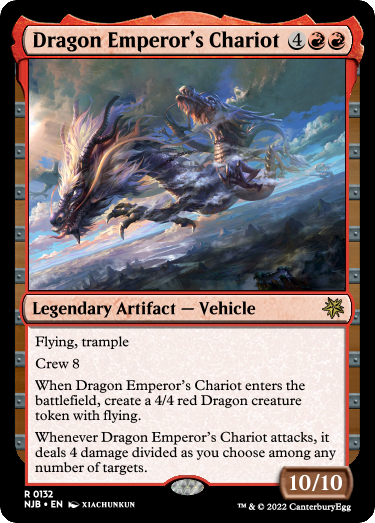 Dragon Emperor's Chariot 4
Legendary Artifact — Vehicle
Flying, trample
Crew 8
When Dragon Emperor's Chariot enters the
battlefield, create a 4/4 red Dragon creature
token with flying.
Whenever Dragon Emperor's Chariot attacks, it
deals 4 damage divided as you choose among any
number of targets.
10/10
R 0132
NJB • EN XIACHUNKUN
™ & © 2022 CanterburyEgg